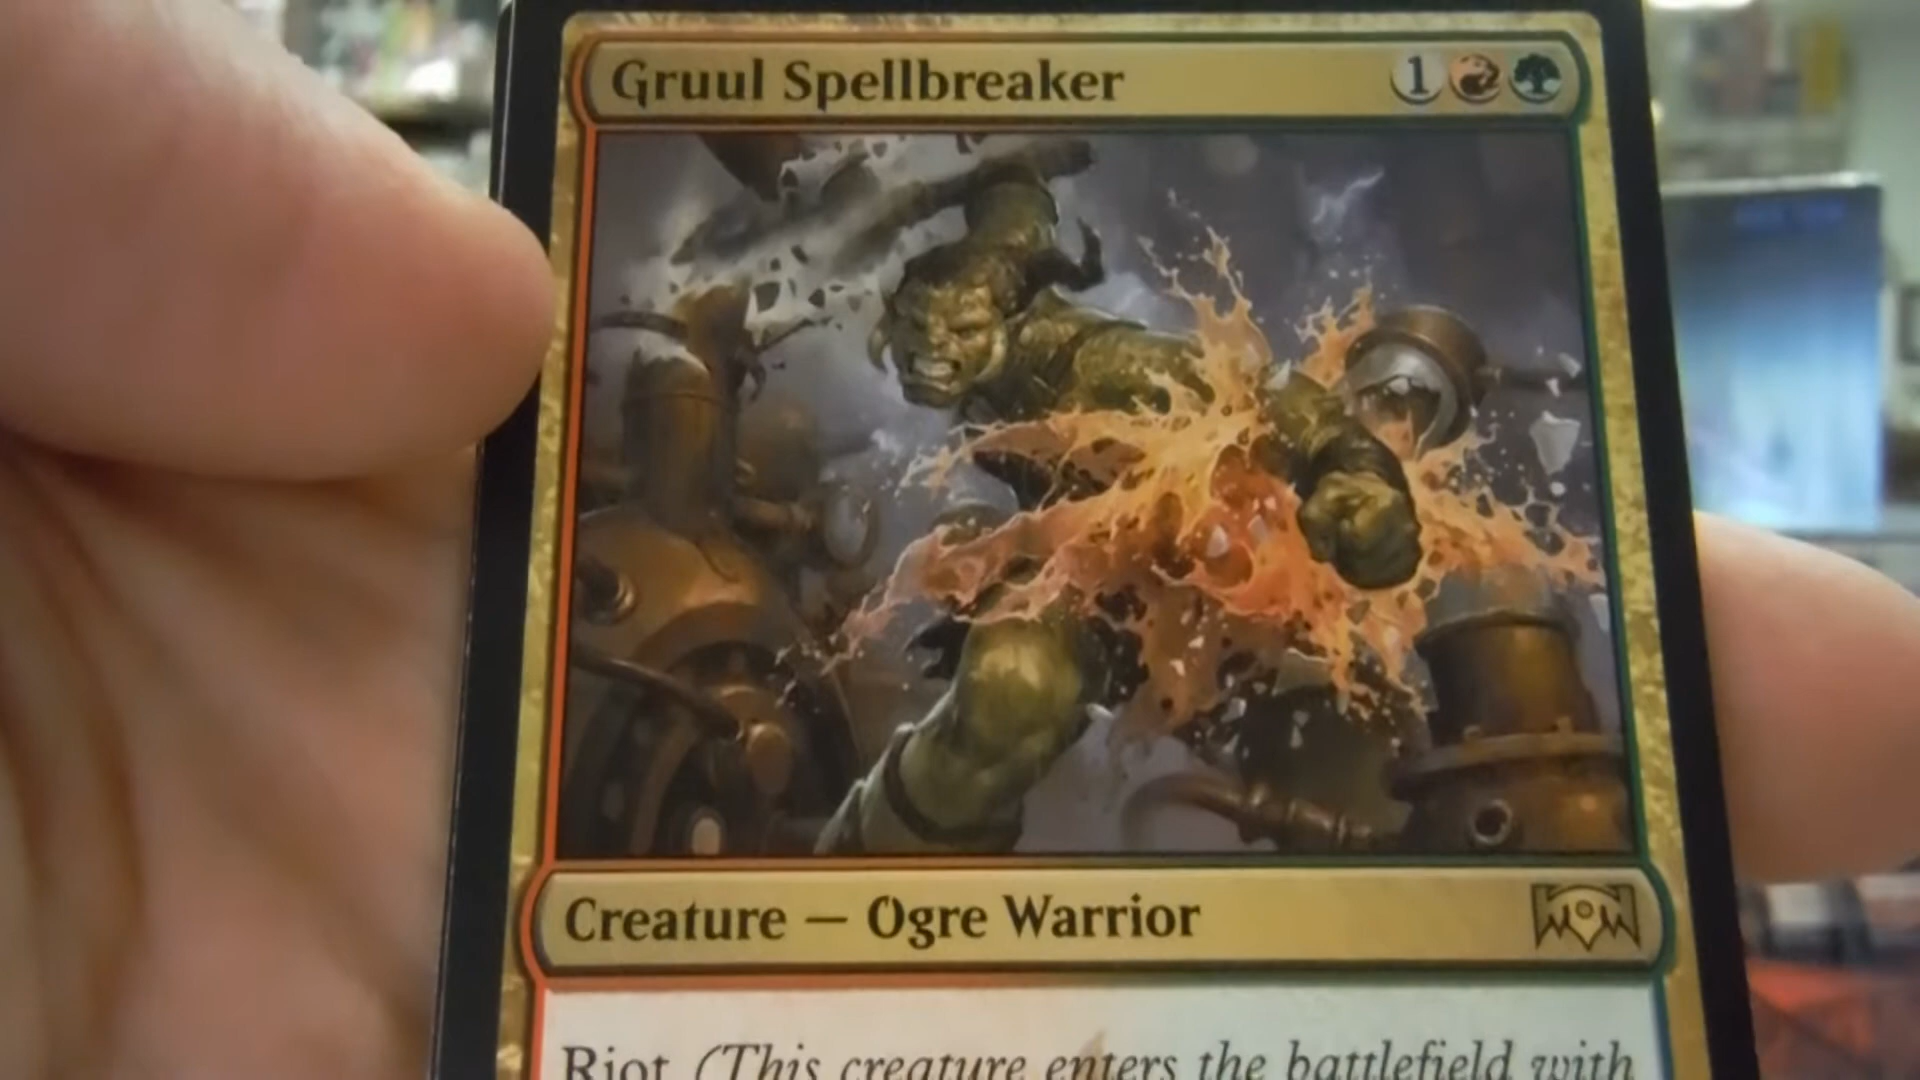 Gruul Spellbreaker 1
Creature — Ogre Warrior
Riot (This creature enters the battlefield with